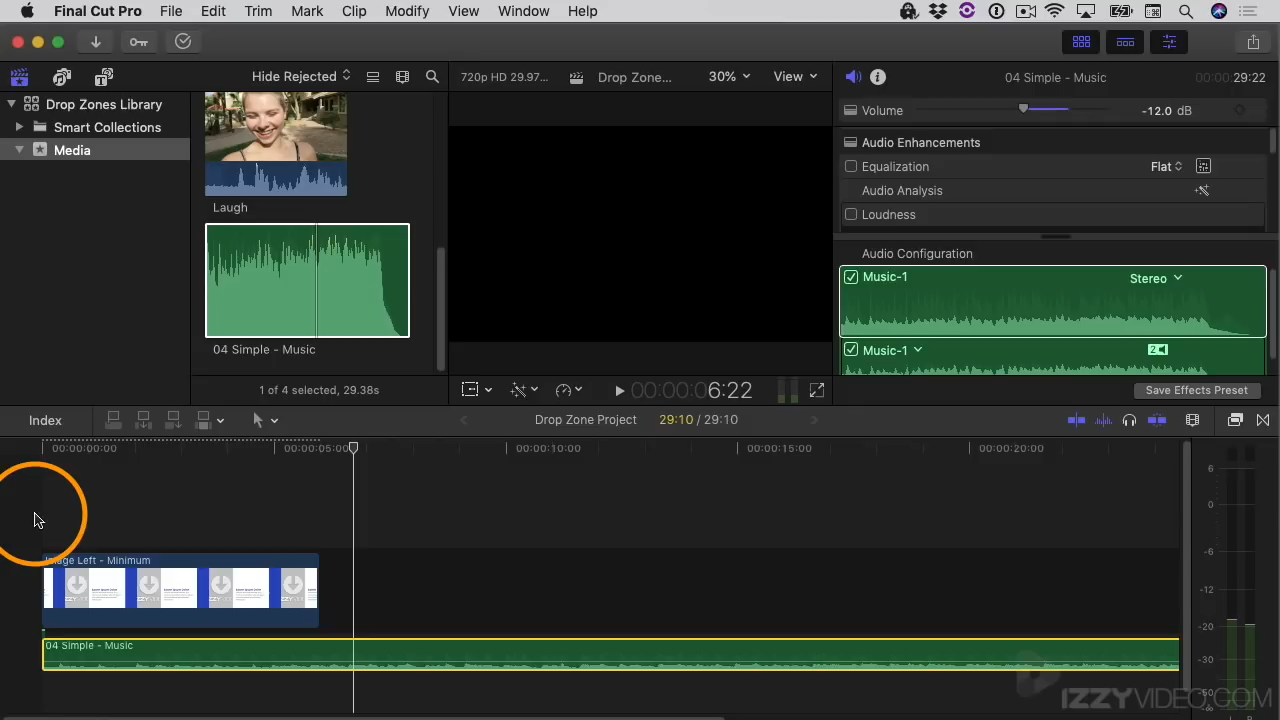 Final Cut Pro File Edit Trim Mark Clip Modify View Window Help
Hide Rejected
720p HD 29.97... Drop Zone... 30% View
04 Simple - Music 00:00:00:29:22
Drop Zones Library
Smart Collections
Media
Laugh
04 Simple - Music
1 of 4 selected, 29.38s
Volume -12.0 dB
Audio Enhancements
Equalization Flat
Audio Analysis
Loudness
Audio Configuration
Music-1 Stereo
Music-1 2
00:00:06:22
Save Effects Preset
Index
Drop Zone Project 29:10 / 29:10
00:00:00:00 00:00:05:00 00:00:10:00 00:00:15:00 00:00:20:00
6
0
-6
-12
-20
-30
-50
-∞
Image Left - Minimum
04 Simple - Music
IZZYVIDEO.COM